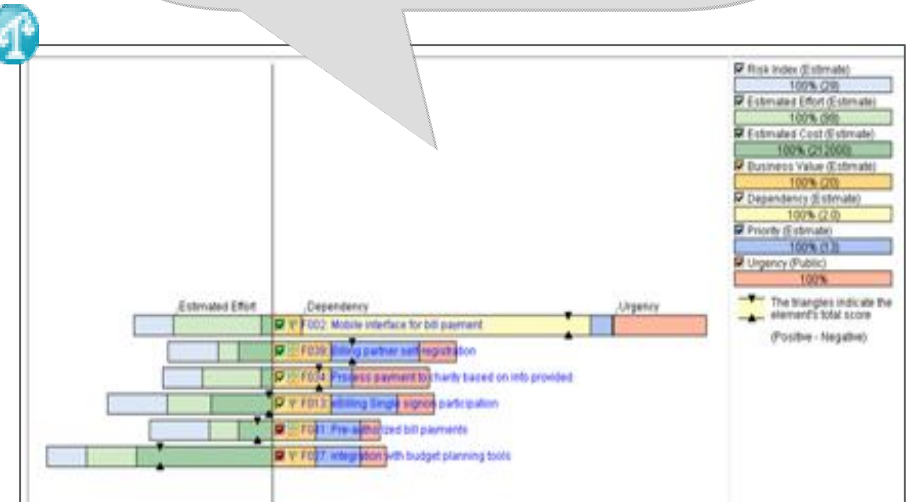 Risk Index (Estimate)
100% (29)
Estimated Effort (Estimate)
100% (98)
Estimated Cost (Estimate)
100% (212000)
Business Value (Estimate)
100% (20)
Dependency (Estimate)
100% (2.0)
Priority (Estimate)
100% (13)
Urgency (Public)
100%
The triangles indicate the
element's total score
(Positive - Negative)
Estimated Effort Dependency Urgency
F002: Mobile interface for bill payment
F039: Billing partner self registration
F034: Process payment to charity based on info provided
F013: eBilling Single signon participation
F041: Pre-authorized bill payments
F037: integration with budget planning tools